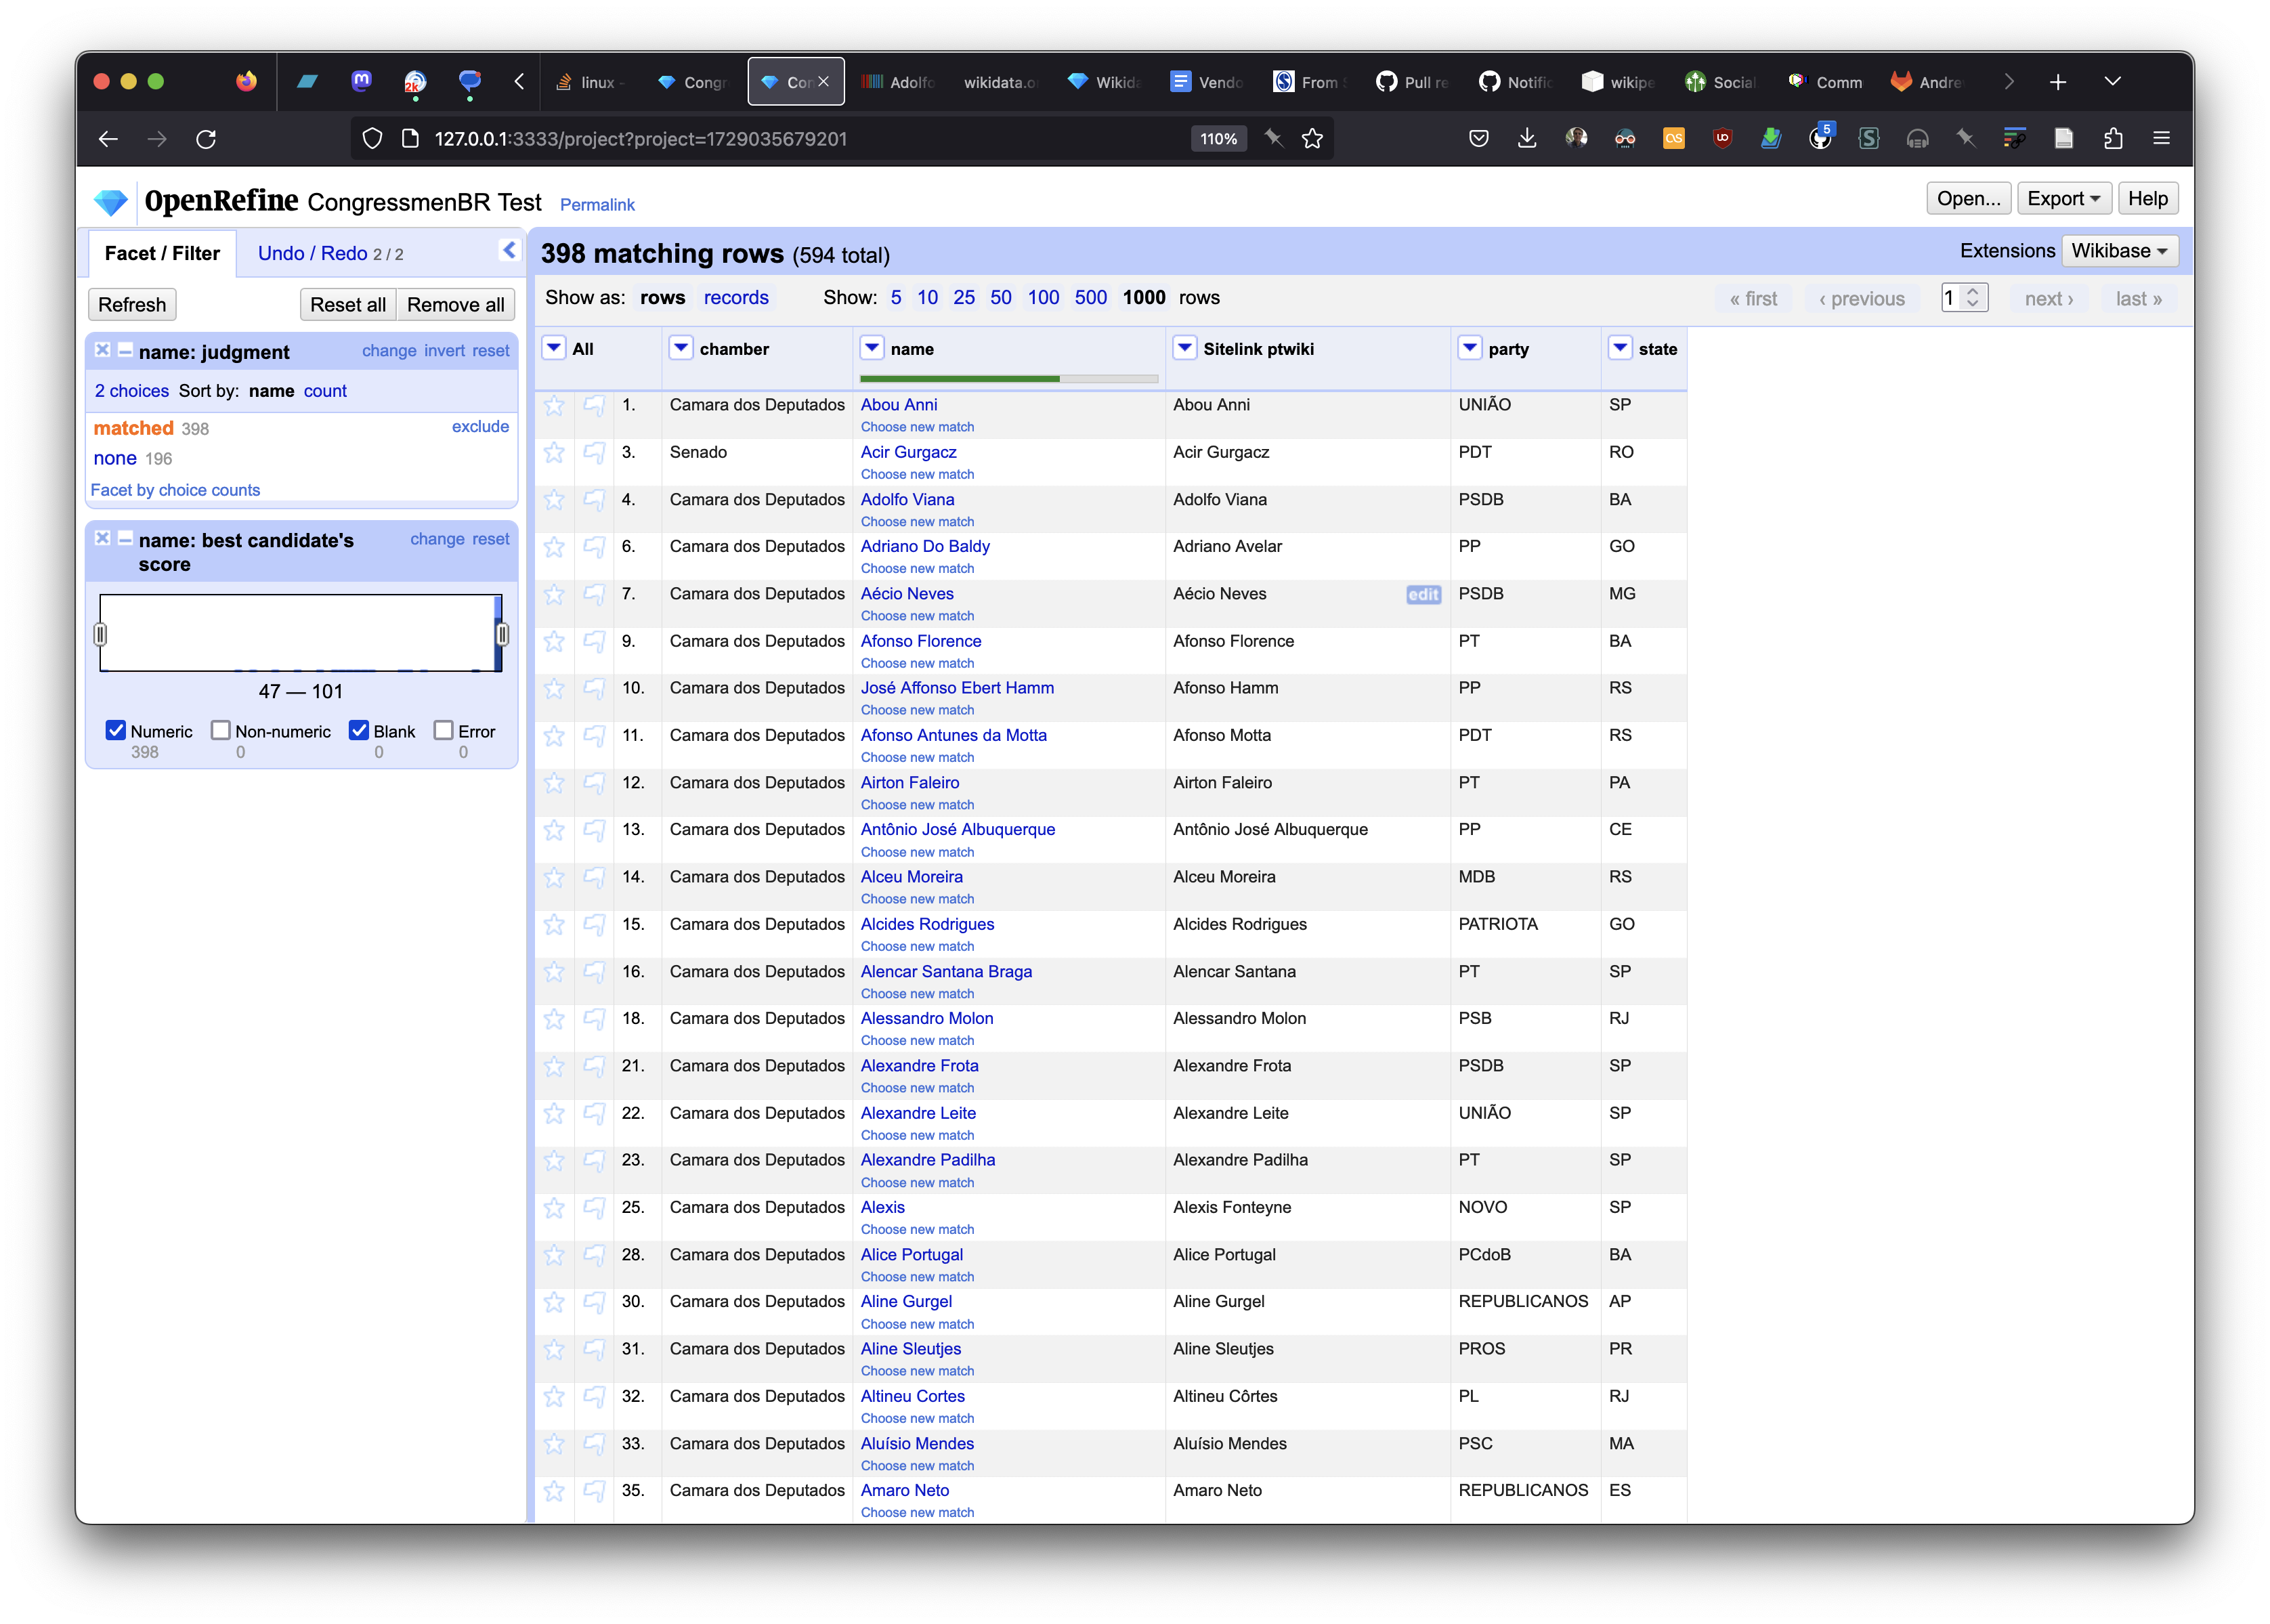 linux -
Congr
Con
Adolfo
wikidata.o
Wikida
Vendo
From
Pull re
Notific
wikipe
Social
Comm
Andre
127.0.0.1:3333/project?project=1729035679201
110%
5
OpenRefine CongressmenBR Test Permalink
Open... Export Help
Facet / Filter Undo / Redo 2 / 2
398 matching rows (594 total)
Extensions Wikibase
Refresh Reset all Remove all
Show as: rows records Show: 5 10 25 50 100 500 1000 rows
« first ‹ previous 1 next › last »
name: judgment change invert reset
2 choices Sort by: name count
matched 398 exclude
none 196
Facet by choice counts
name: best candidate's score change reset
47 — 101
Numeric Non-numeric Blank Error
398 0 0 0
All chamber name Sitelink ptwiki party state
1. Camara dos Deputados Abou Anni Abou Anni UNIÃO SP
Choose new match
3. Senado Acir Gurgacz Acir Gurgacz PDT RO
Choose new match
4. Camara dos Deputados Adolfo Viana Adolfo Viana PSDB BA
Choose new match
6. Camara dos Deputados Adriano Do Baldy Adriano Avelar PP GO
Choose new match
7. Camara dos Deputados Aécio Neves Aécio Neves edit PSDB MG
Choose new match
9. Camara dos Deputados Afonso Florence Afonso Florence PT BA
Choose new match
10. Camara dos Deputados José Affonso Ebert Hamm Afonso Hamm PP RS
Choose new match
11. Camara dos Deputados Afonso Antunes da Motta Afonso Motta PDT RS
Choose new match
12. Camara dos Deputados Airton Faleiro Airton Faleiro PT PA
Choose new match
13. Camara dos Deputados Antônio José Albuquerque Antônio José Albuquerque PP CE
Choose new match
14. Camara dos Deputados Alceu Moreira Alceu Moreira MDB RS
Choose new match
15. Camara dos Deputados Alcides Rodrigues Alcides Rodrigues PATRIOTA GO
Choose new match
16. Camara dos Deputados Alencar Santana Braga Alencar Santana PT SP
Choose new match
18. Camara dos Deputados Alessandro Molon Alessandro Molon PSB RJ
Choose new match
21. Camara dos Deputados Alexandre Frota Alexandre Frota PSDB SP
Choose new match
22. Camara dos Deputados Alexandre Leite Alexandre Leite UNIÃO SP
Choose new match
23. Camara dos Deputados Alexandre Padilha Alexandre Padilha PT SP
Choose new match
25. Camara dos Deputados Alexis Alexis Fonteyne NOVO SP
Choose new match
28. Camara dos Deputados Alice Portugal Alice Portugal PCdoB BA
Choose new match
30. Camara dos Deputados Aline Gurgel Aline Gurgel REPUBLICANOS AP
Choose new match
31. Camara dos Deputados Aline Sleutjes Aline Sleutjes PROS PR
Choose new match
32. Camara dos Deputados Altineu Cortes Altineu Côrtes PL RJ
Choose new match
33. Camara dos Deputados Aluísio Mendes Aluísio Mendes PSC MA
Choose new match
35. Camara dos Deputados Amaro Neto Amaro Neto REPUBLICANOS ES
Choose new match